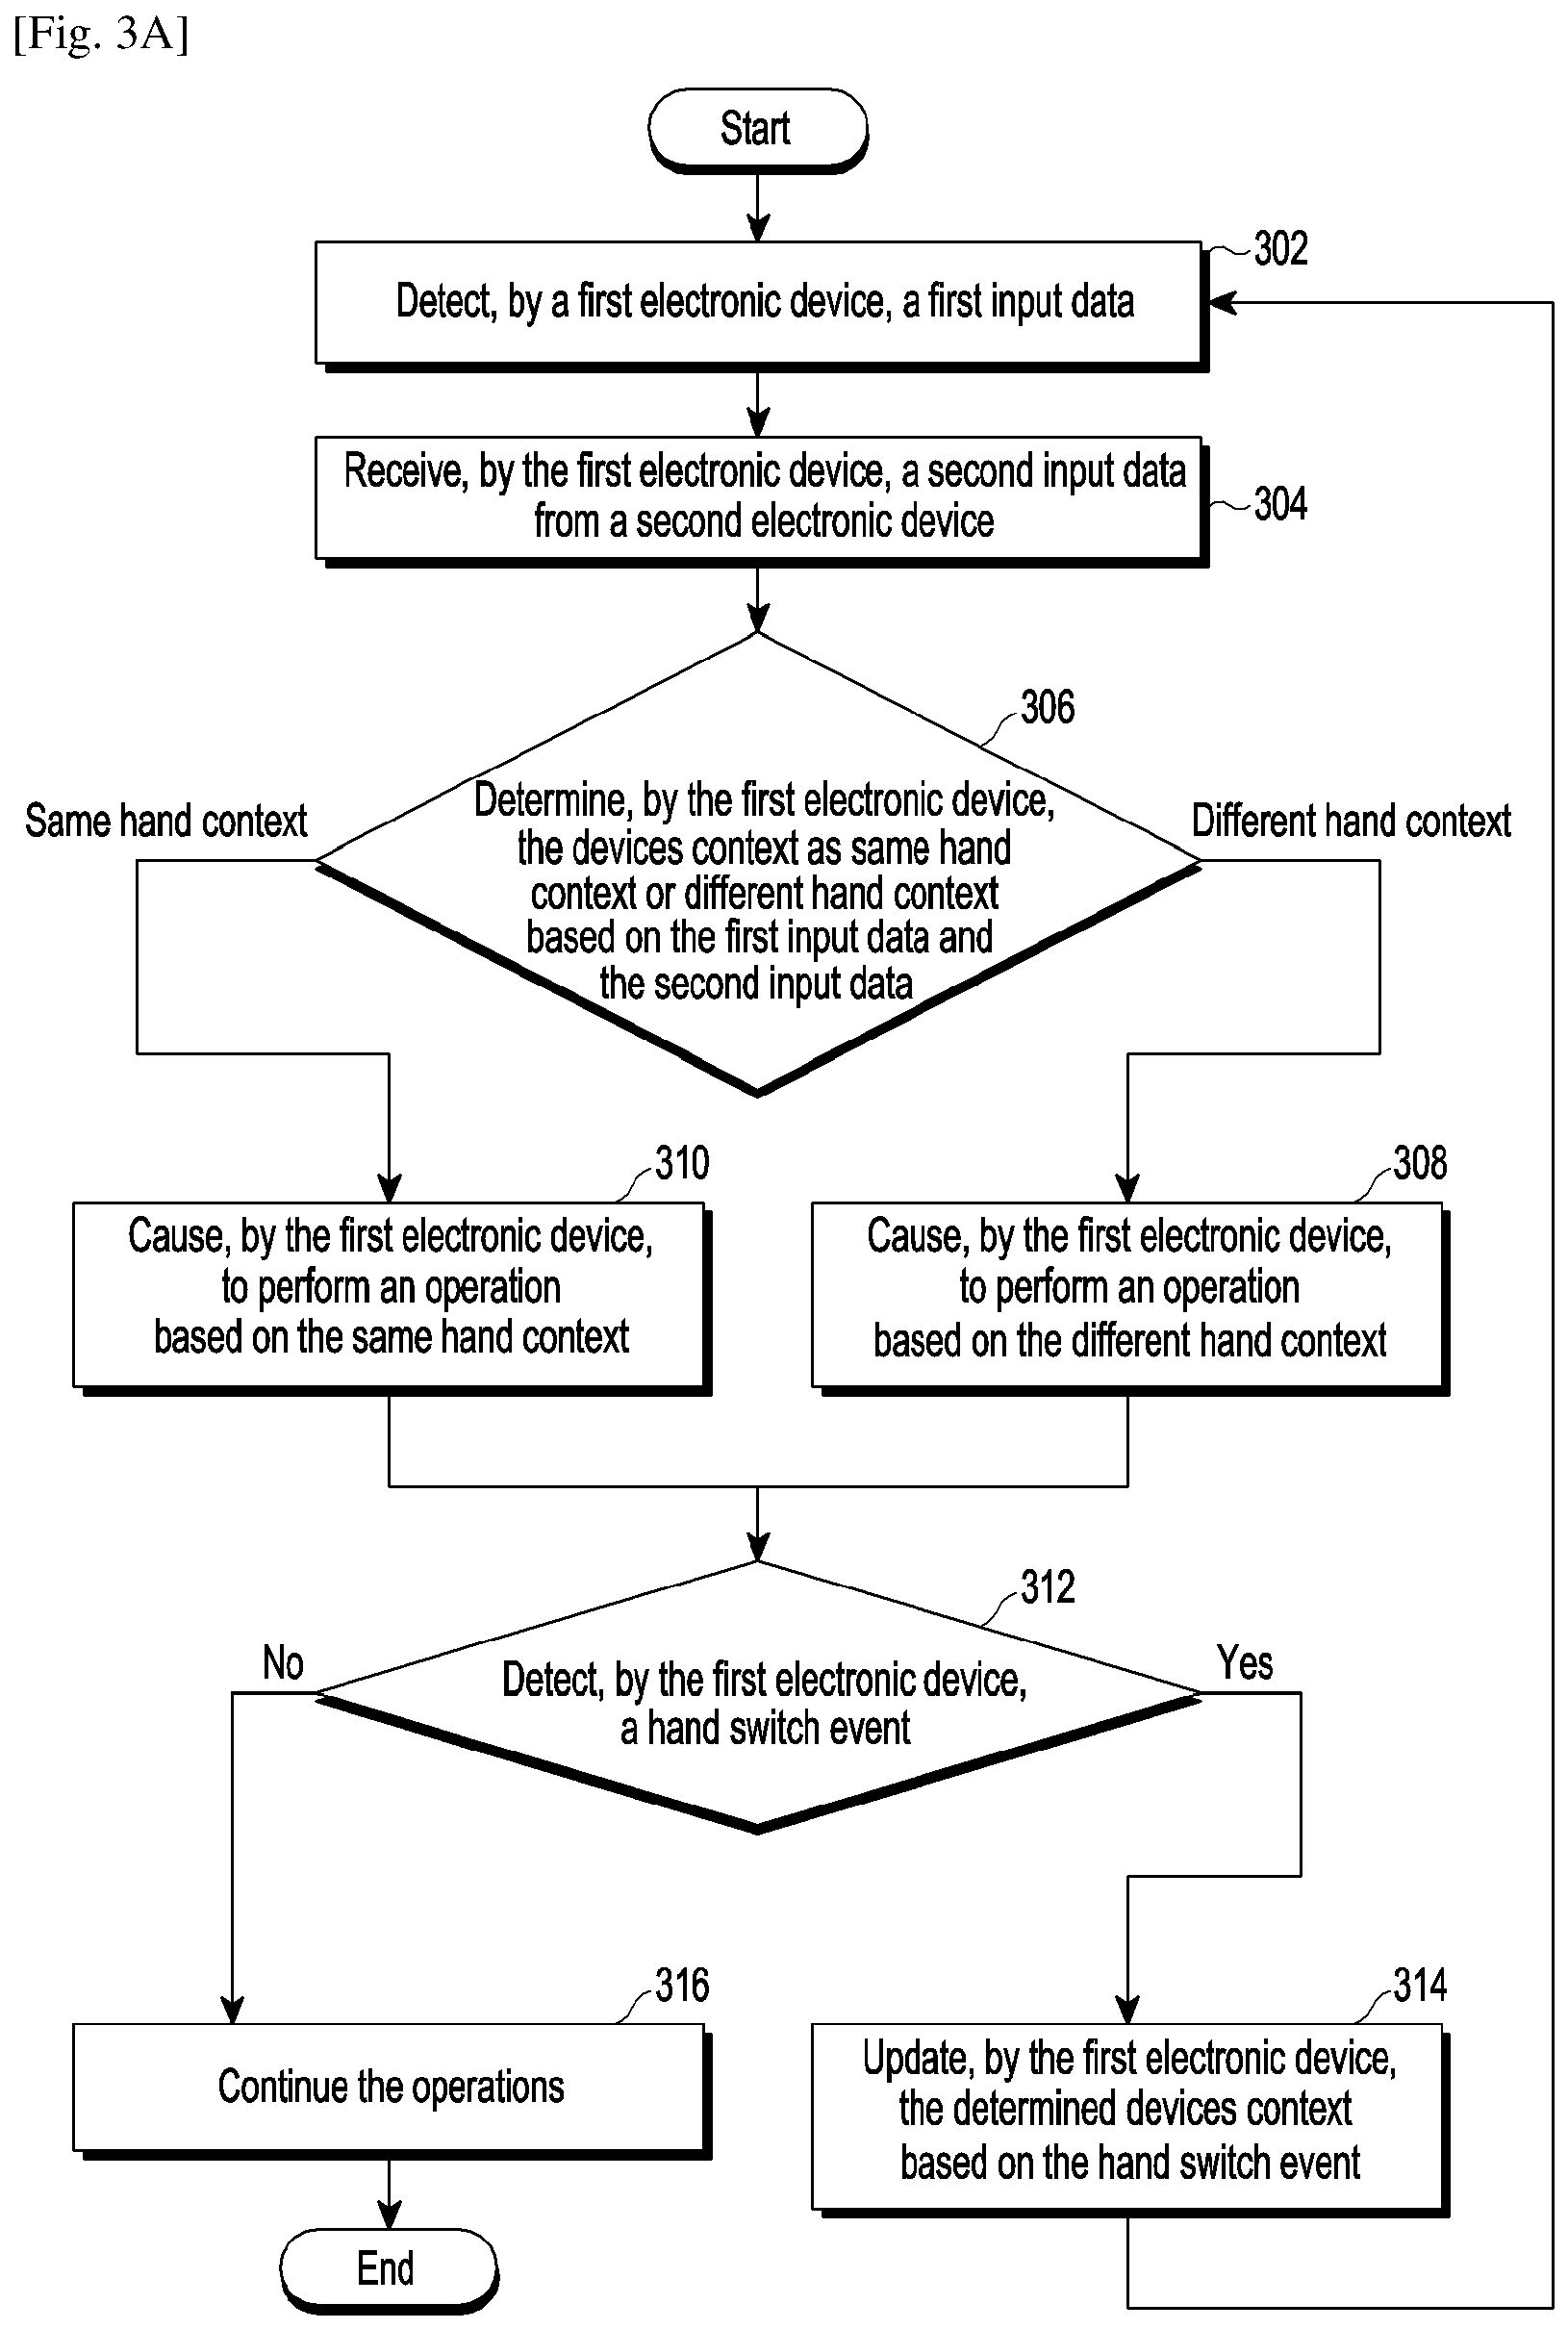 [Fig. 3A]
Start
302
Detect, by a first electronic device, a first input data
Receive, by the first electronic device, a second input data
from a second electronic device
304
306
Same hand context
Determine, by the first electronic device,
the devices context as same hand
context or different hand context
based on the first input data and
the second input data
Different hand context
310
Cause, by the first electronic device,
to perform an operation
based on the same hand context
308
Cause, by the first electronic device,
to perform an operation
based on the different hand context
312
No
Detect, by the first electronic device,
a hand switch event
Yes
316
Continue the operations
314
Update, by the first electronic device,
the determined devices context
based on the hand switch event
End